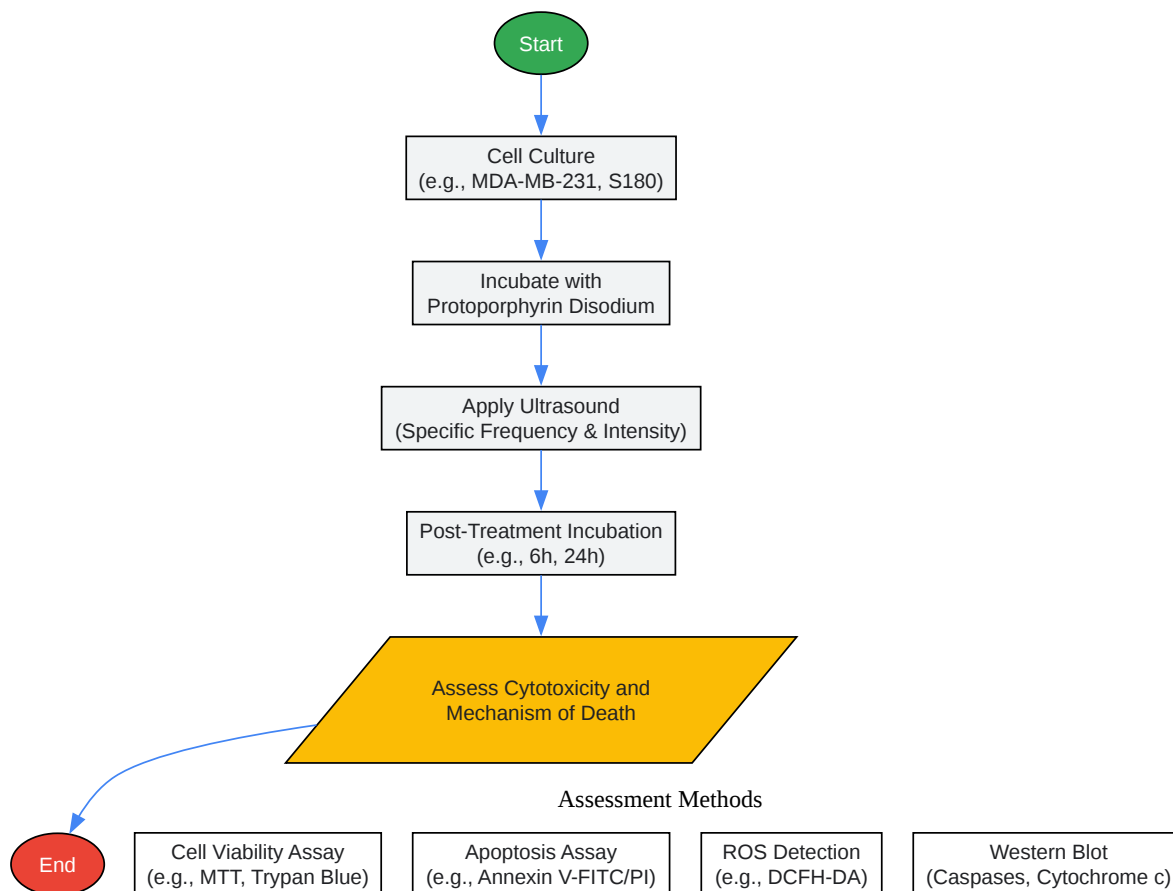 Start
Cell Culture
(e.g., MDA-MB-231, S180)
Incubate with
Protoporphyrin Disodium
Apply Ultrasound
(Specific Frequency & Intensity)
Post-Treatment Incubation
(e.g., 6h, 24h)
Assess Cytotoxicity and
Mechanism of Death
Assessment Methods
End
Cell Viability Assay
(e.g., MTT, Trypan Blue)
Apoptosis Assay
(e.g., Annexin V-FITC/PI)
ROS Detection
(e.g., DCFH-DA)
Western Blot
(Caspases, Cytochrome c)